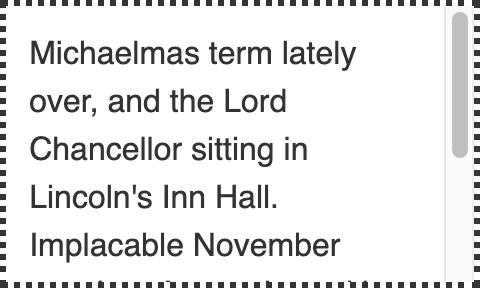 Michaelmas term lately
over, and the Lord
Chancellor sitting in
Lincoln's Inn Hall.
Implacable November